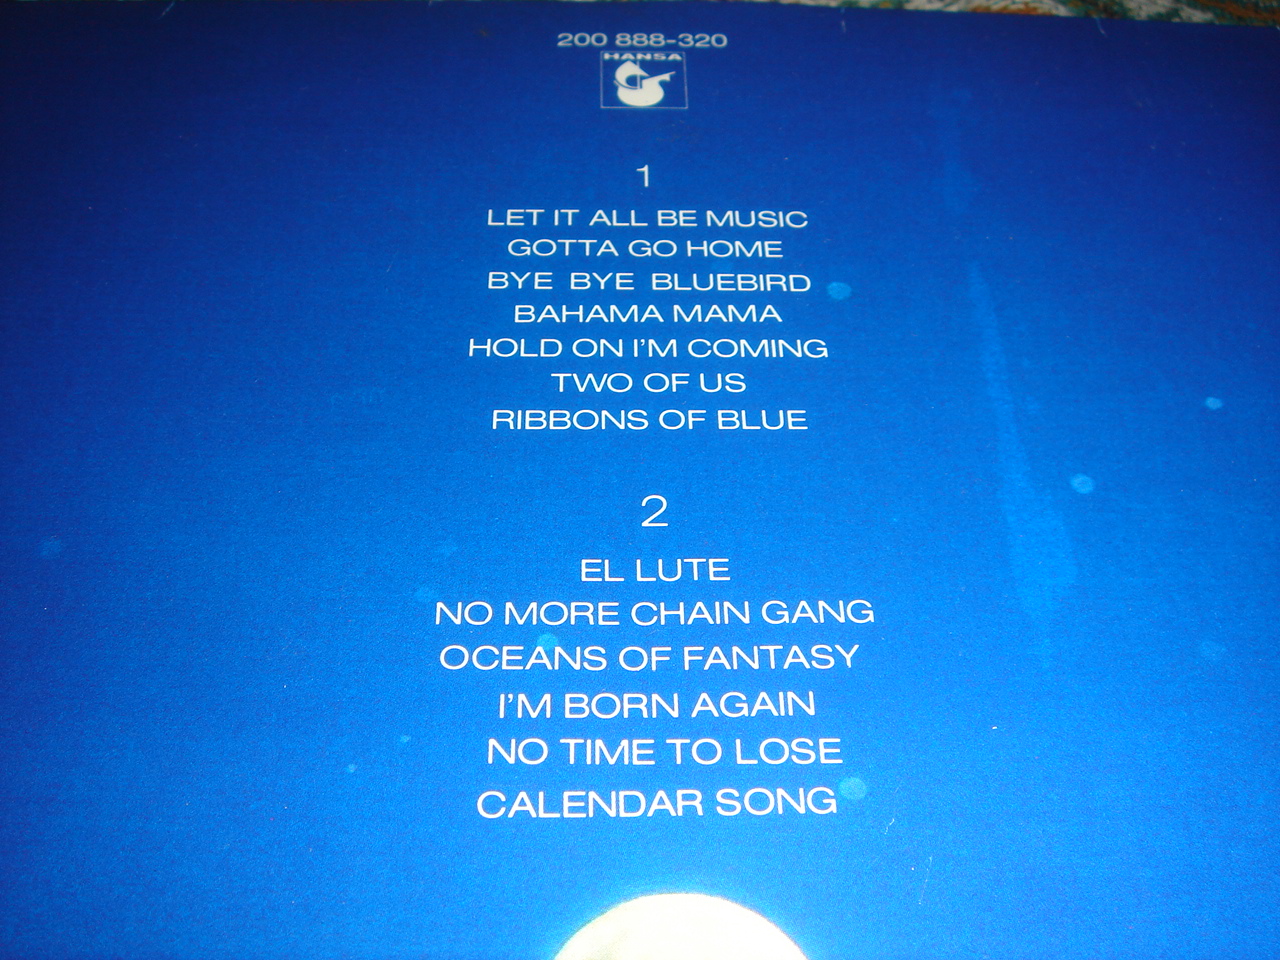 200 888-320
HANSA
1
LET IT ALL BE MUSIC
GOTTA GO HOME
BYE BYE BLUEBIRD
BAHAMA MAMA
HOLD ON I'M COMING
TWO OF US
RIBBONS OF BLUE
2
EL LUTE
NO MORE CHAIN GANG
OCEANS OF FANTASY
I'M BORN AGAIN
NO TIME TO LOSE
CALENDAR SONG